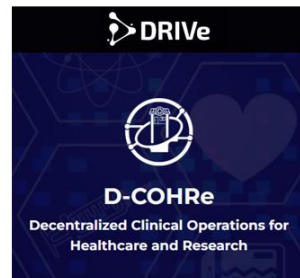 DRIVe
D-COHRe
Decentralized Clinical Operations for
Healthcare and Research